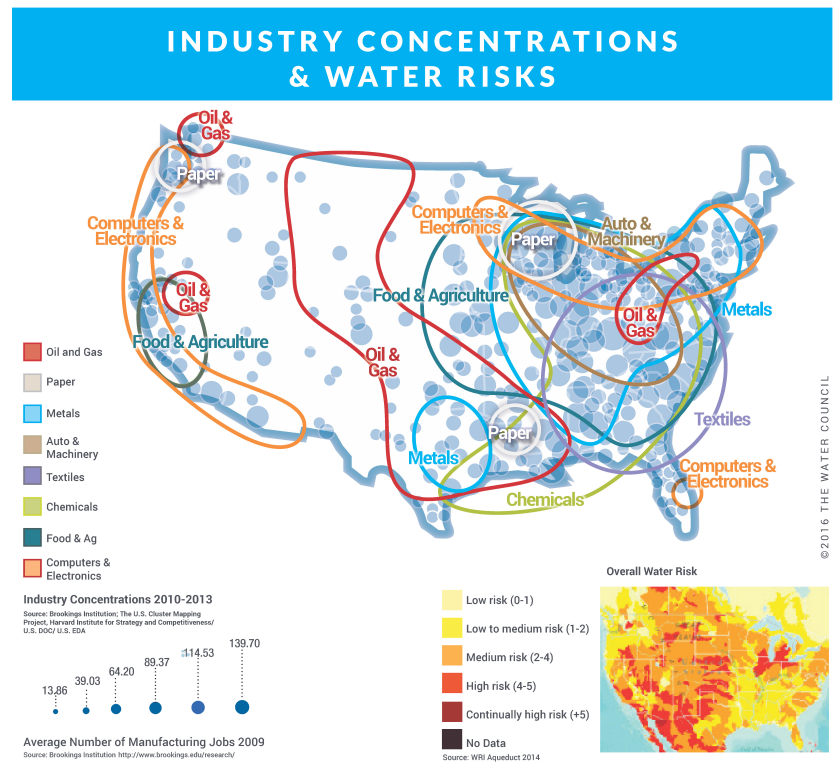 INDUSTRY CONCENTRATIONS
& WATER RISKS
Oil &
Gas
Paper
Computers &
Electronics
Computers &
Electronics
Paper
Auto &
Machinery
Oil &
Gas
Food & Agriculture
Oil &
Gas
Metals
Food & Agriculture
Oil &
Gas
Textiles
Paper
Metals
Chemicals
Computers &
Electronics
Oil and Gas
Paper
Metals
Auto &
Machinery
Textiles
Chemicals
Food & Ag
Computers &
Electronics
©2016 THE WATER COUNCIL
Industry Concentrations 2010-2013
Source: Brookings Institution; The U.S. Cluster Mapping
Project, Harvard Institute for Strategy and Competitiveness/
U.S. DOC/ U.S. EDA
13.86
39.03
64.20
89.37
114.53
139.70
Average Number of Manufacturing Jobs 2009
Source: Brookings Institution http://www.brookings.edu/research/
Overall Water Risk
Low risk (0-1)
Low to medium risk (1-2)
Medium risk (2-4)
High risk (4-5)
Continually high risk (+5)
No Data
Source: WRI Aqueduct 2014